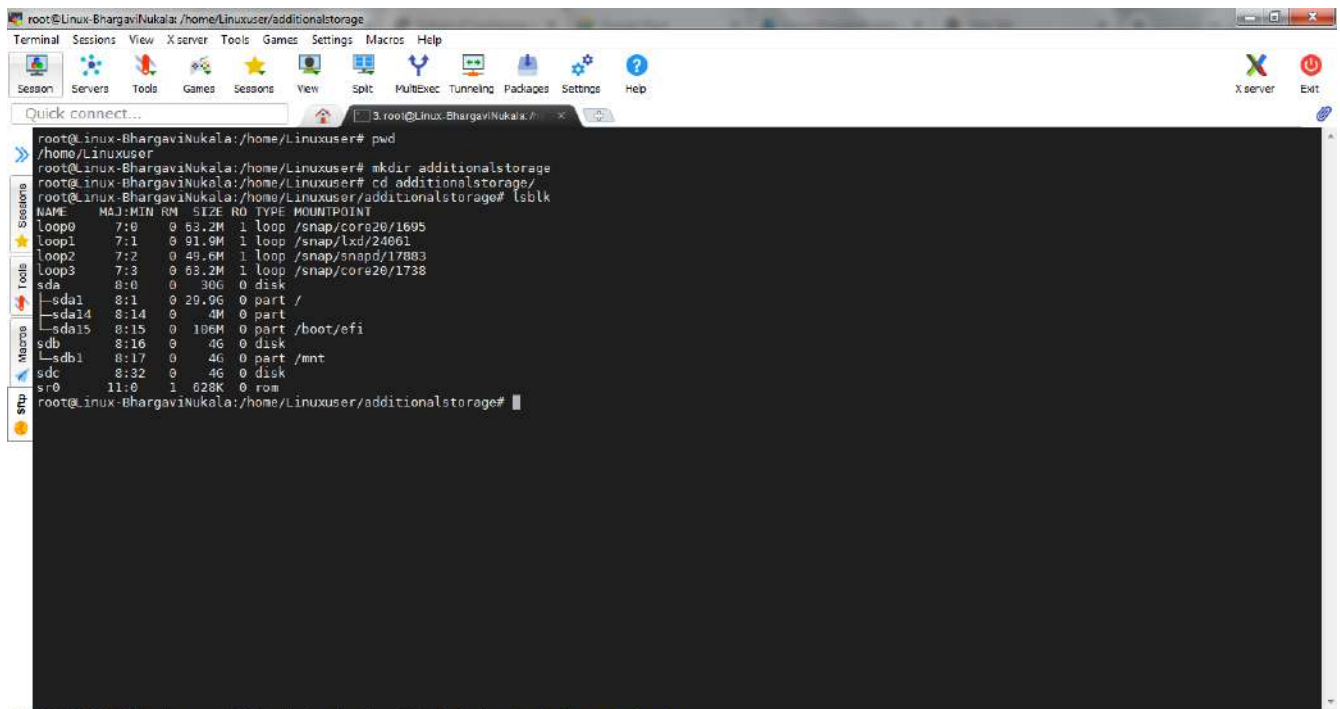 root@Linux-BhargaviNukala: /home/Linuxuser/additionalstorage
Terminal Sessions View X server Tools Games Settings Macros Help
Session Servers Tools Games Sessions View Split MultiExec Tunneling Packages Settings Help X server Exit
Quick connect...
3. root@Linux-BhargaviNukala: /h
root@Linux-BhargaviNukala:/home/Linuxuser# pwd
/home/Linuxuser
root@Linux-BhargaviNukala:/home/Linuxuser# mkdir additionalstorage
root@Linux-BhargaviNukala:/home/Linuxuser# cd additionalstorage/
root@Linux-BhargaviNukala:/home/Linuxuser/additionalstorage# lsblk
NAME MAJ:MIN RM SIZE RO TYPE MOUNTPOINT
loop0 7:0 0 63.2M 1 loop /snap/core20/1695
loop1 7:1 0 91.9M 1 loop /snap/lxd/24061
loop2 7:2 0 49.6M 1 loop /snap/snapd/17883
loop3 7:3 0 63.2M 1 loop /snap/core20/1738
sda 8:0 0 30G 0 disk
├─sda1 8:1 0 29.9G 0 part /
├─sda14 8:14 0 4M 0 part
└─sda15 8:15 0 106M 0 part /boot/efi
sdb 8:16 0 4G 0 disk
└─sdb1 8:17 0 4G 0 part /mnt
sdc 8:32 0 4G 0 disk
sr0 11:0 1 628K 0 rom
root@Linux-BhargaviNukala:/home/Linuxuser/additionalstorage#
Sessions
Tools
Macros
Sftp